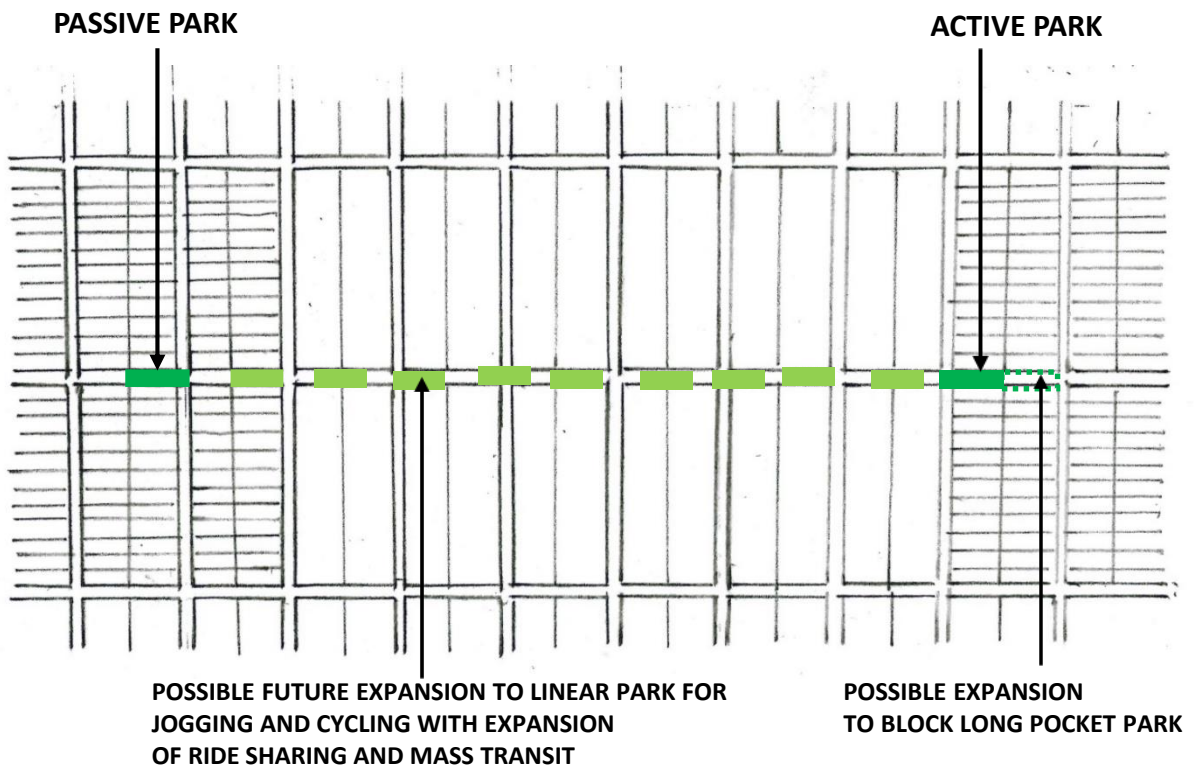 PASSIVE PARK
ACTIVE PARK
POSSIBLE FUTURE EXPANSION TO LINEAR PARK FOR
JOGGING AND CYCLING WITH EXPANSION
OF RIDE SHARING AND MASS TRANSIT
POSSIBLE EXPANSION
TO BLOCK LONG POCKET PARK